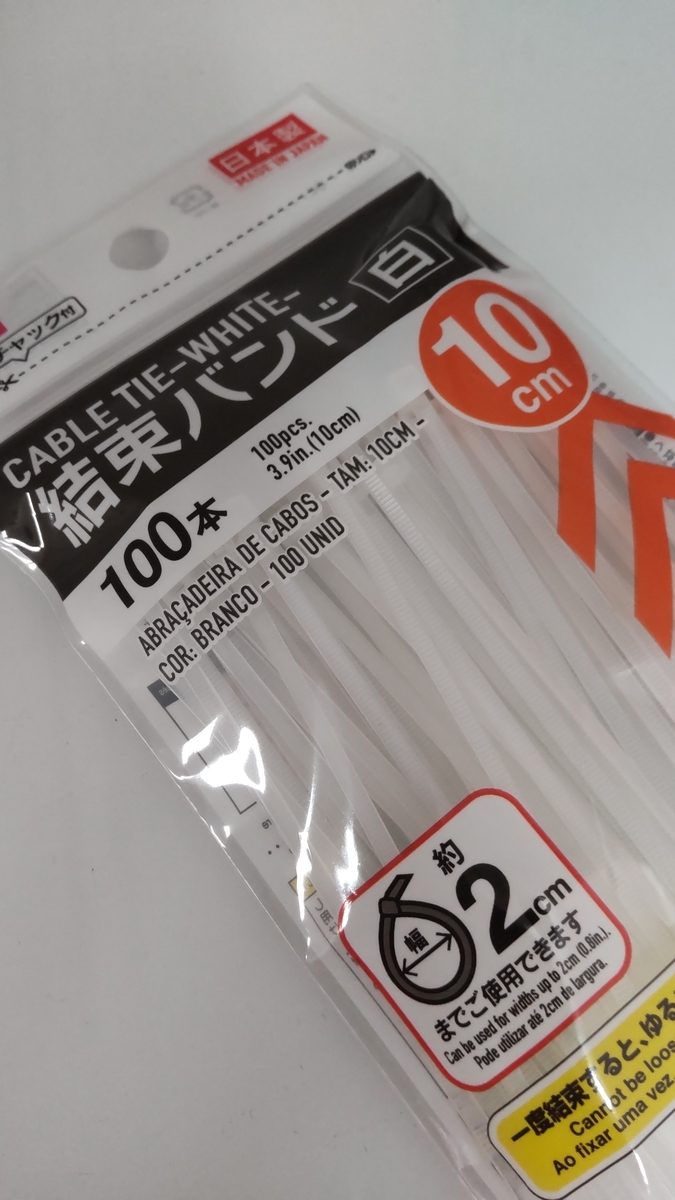 日本製
MADE IN JAPAN
チャック付
CABLE TIE-WHITE-
結束バンド 白
10
cm
100pcs.
3.9in.(10cm)
100本
ABRAÇADEIRA DE CABOS - TAM: 10CM -
COR: BRANCO - 100 UNID
約
2cm
幅
までご使用できます
Can be used for widths up to 2cm (0.8in.).
Pode utilizar até 2cm de largura.
一度結束すると、ゆる
Cannot be loos
Ao fixar uma vez,